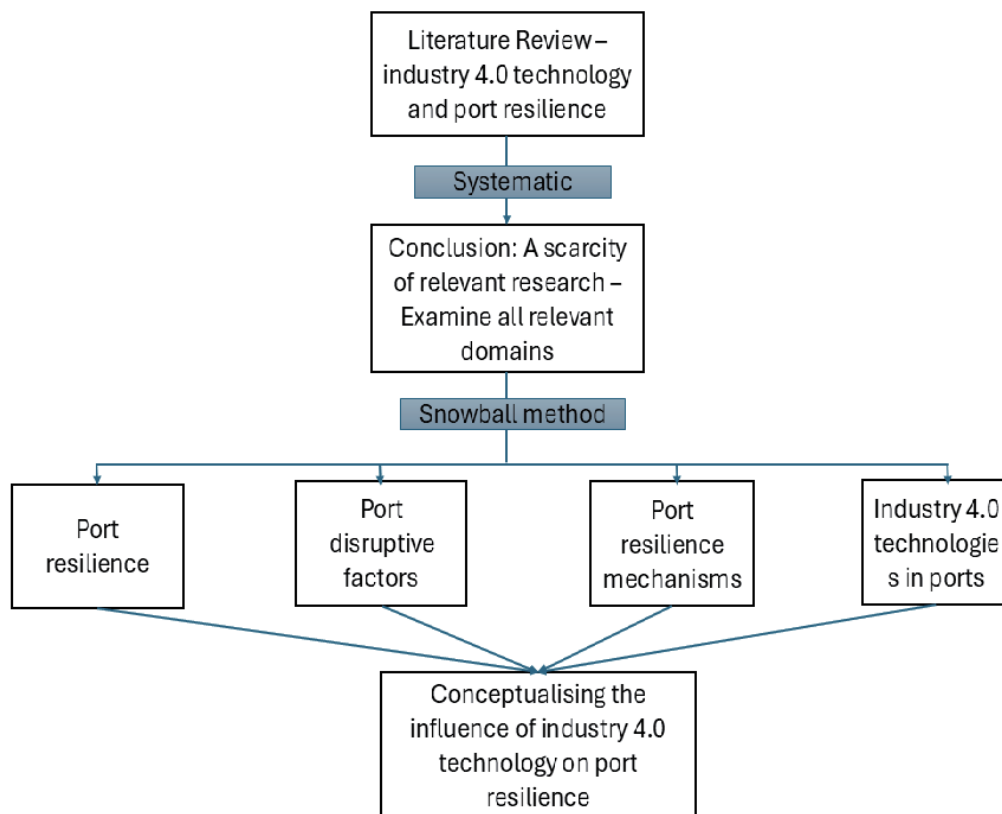 Literature Review –
industry 4.0 technology
and port resilience
Systematic
Conclusion: A scarcity
of relevant research –
Examine all relevant
domains
Snowball method
Port
resilience
Port
disruptive
factors
Port
resilience
mechanisms
Industry 4.0
technologie
s in ports
Conceptualising the
influence of industry 4.0
technology on port
resilience